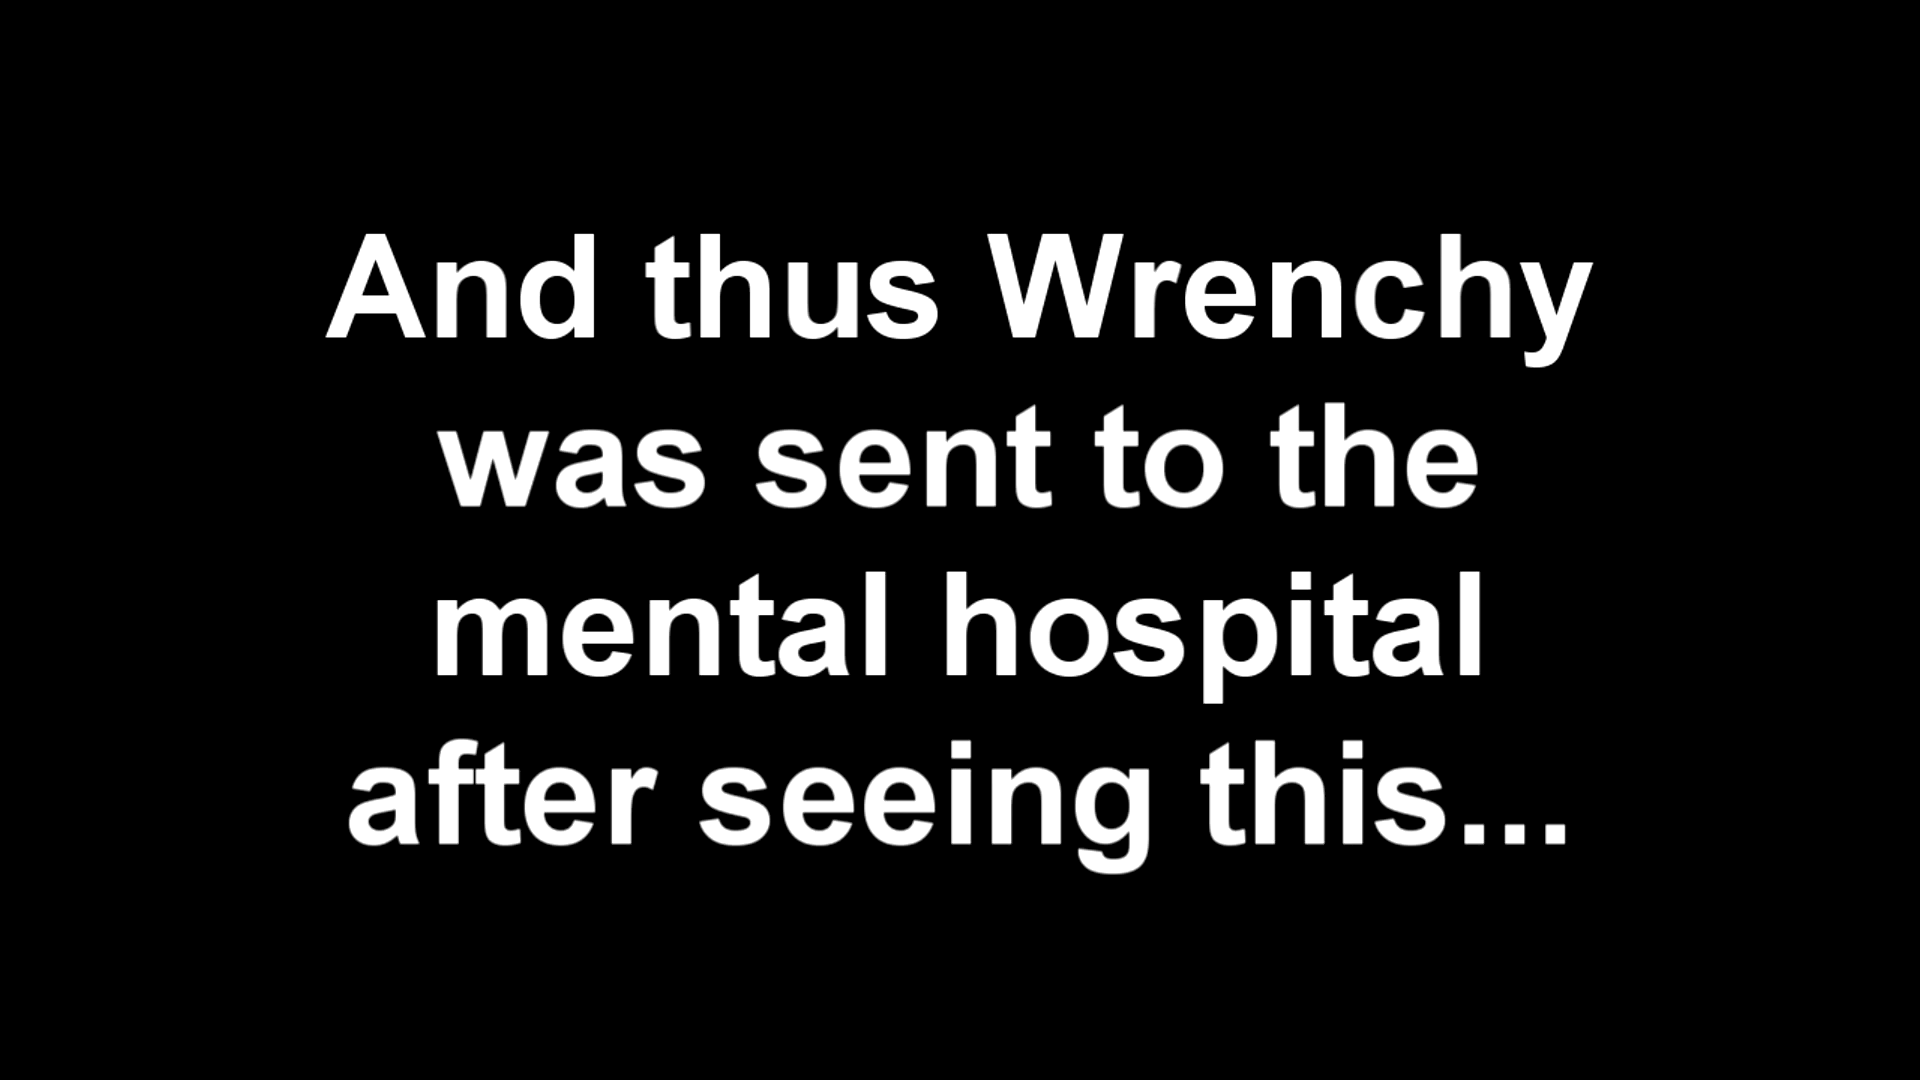 And thus Wrenchy
was sent to the
mental hospital
after seeing this...